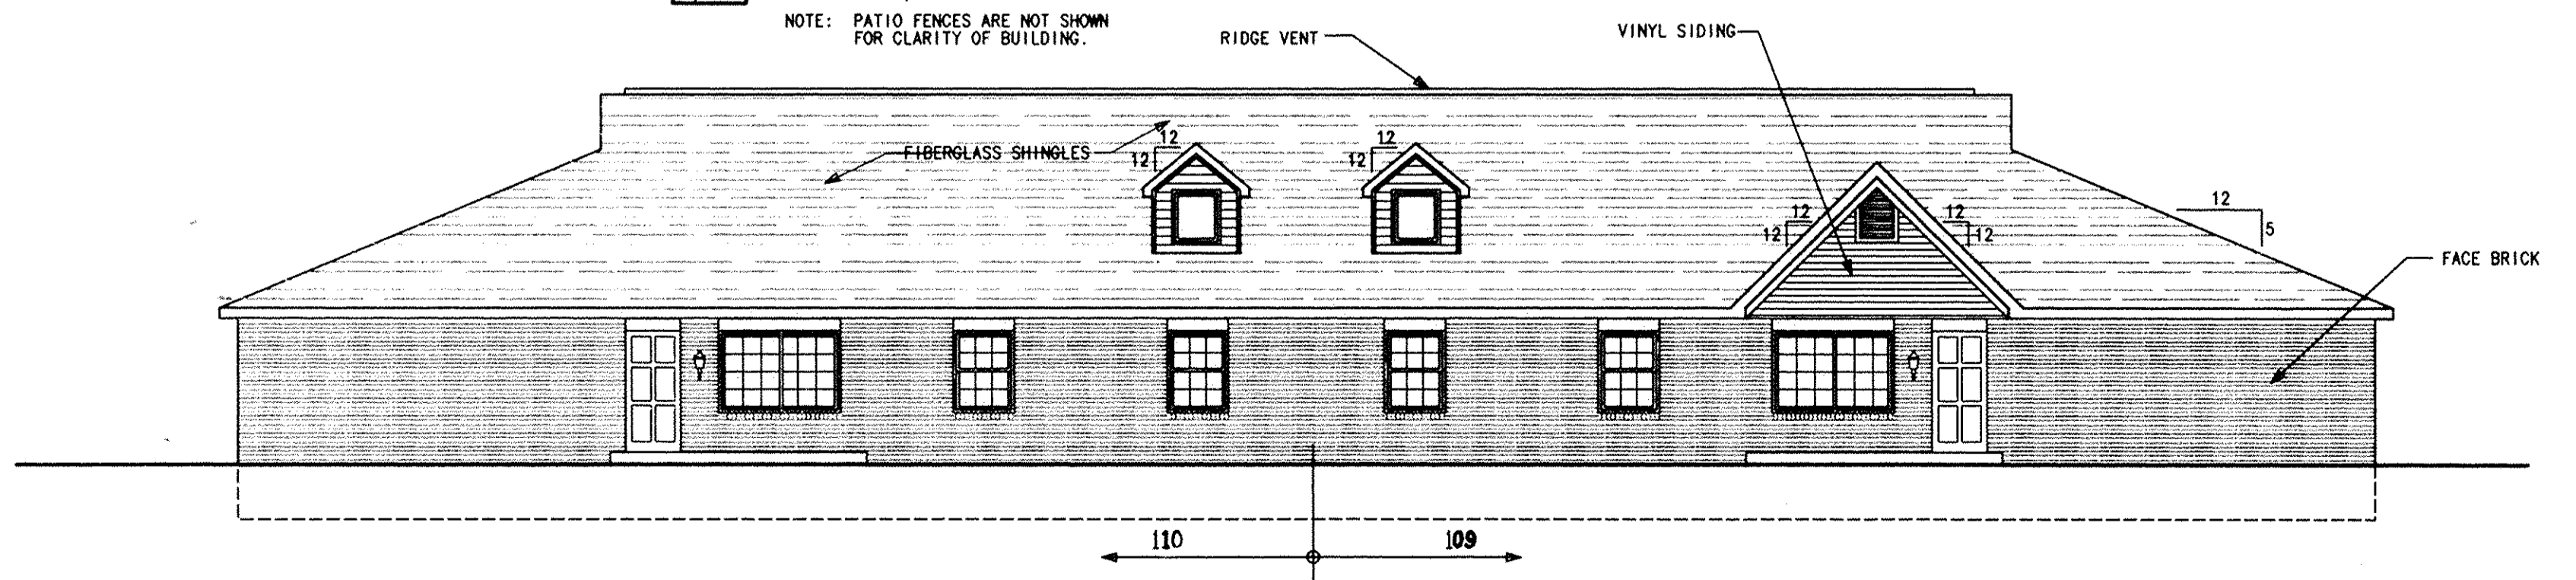 NOTE: PATIO FENCES ARE NOT SHOWN
FOR CLARITY OF BUILDING.
RIDGE VENT
VINYL SIDING
FIBERGLASS SHINGLES
12
12
12
12
12
12
12
12
12
5
FACE BRICK
110
109